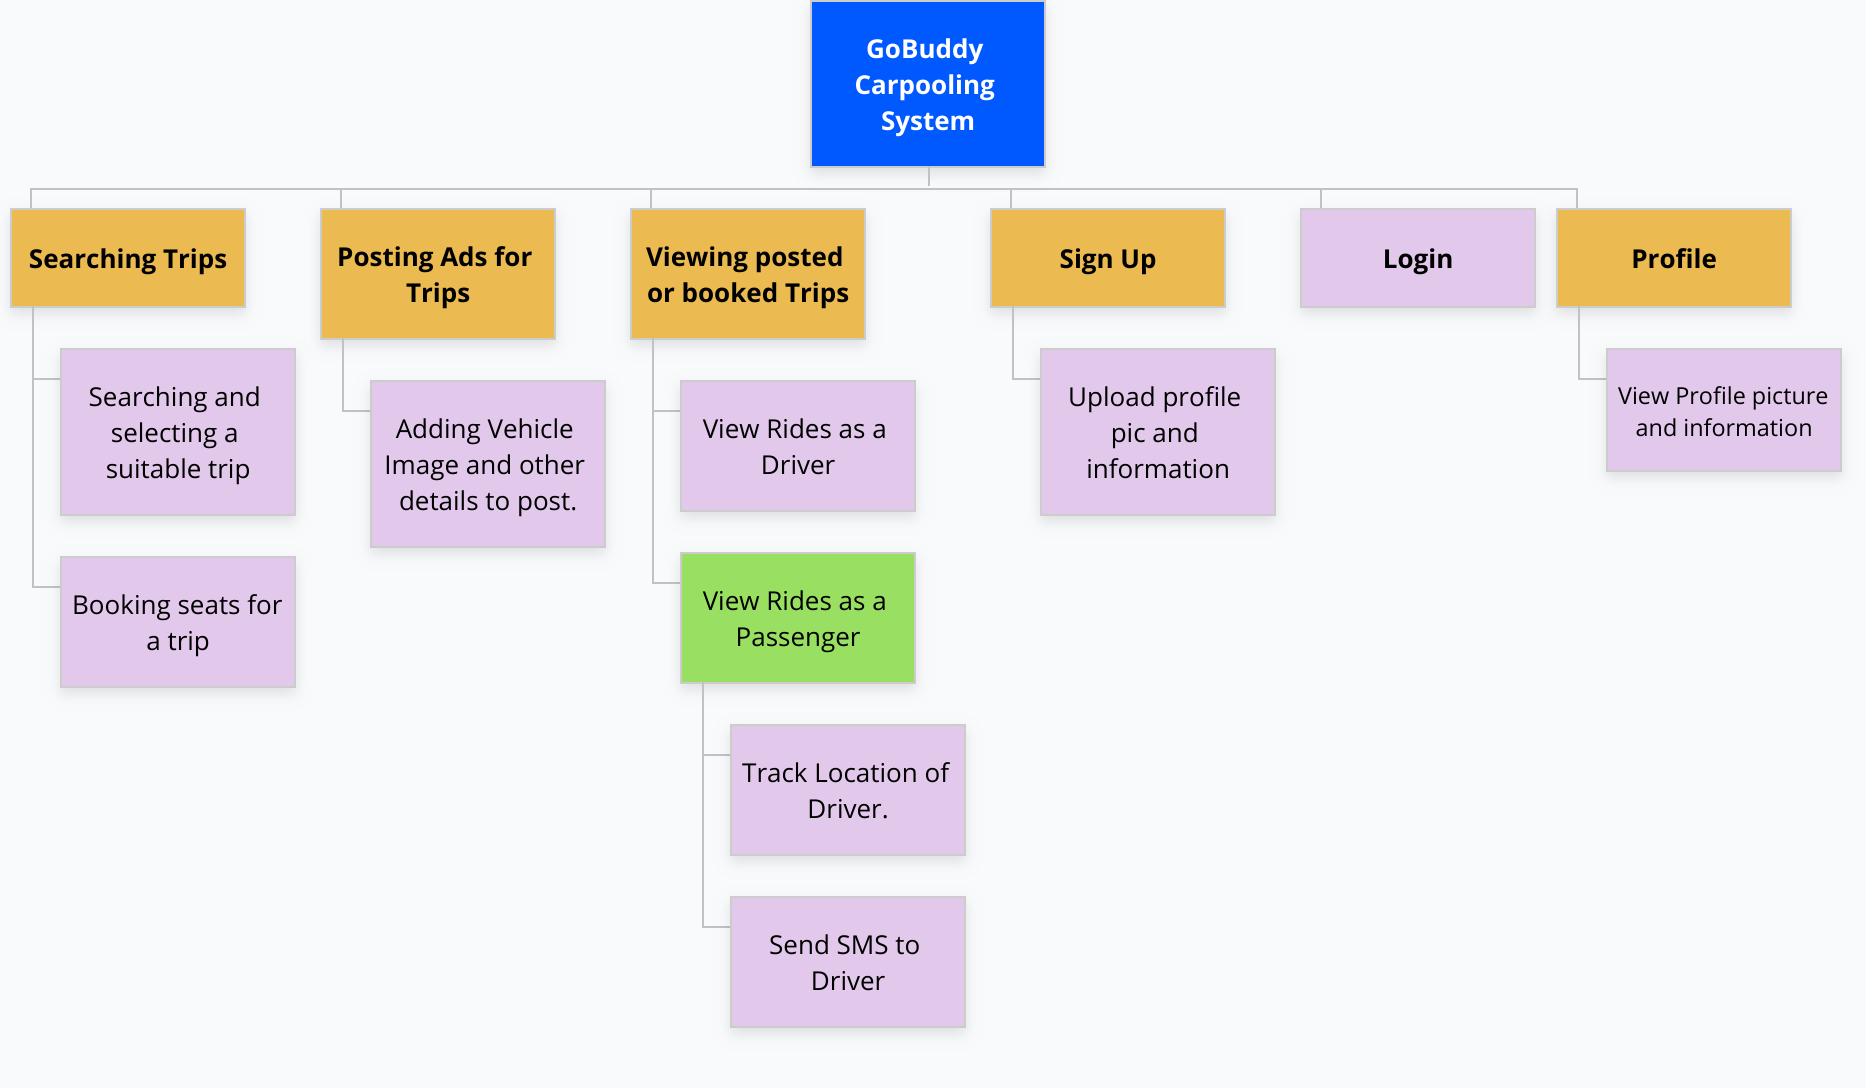 GoBuddy
Carpooling
System
Searching Trips
Posting Ads for
Trips
Viewing posted
or booked Trips
Sign Up
Login
Profile
Searching and
selecting a
suitable trip
Booking seats for
a trip
Adding Vehicle
Image and other
details to post.
View Rides as a
Driver
View Rides as a
Passenger
Track Location of
Driver.
Send SMS to
Driver
Upload profile
pic and
information
View Profile picture
and information